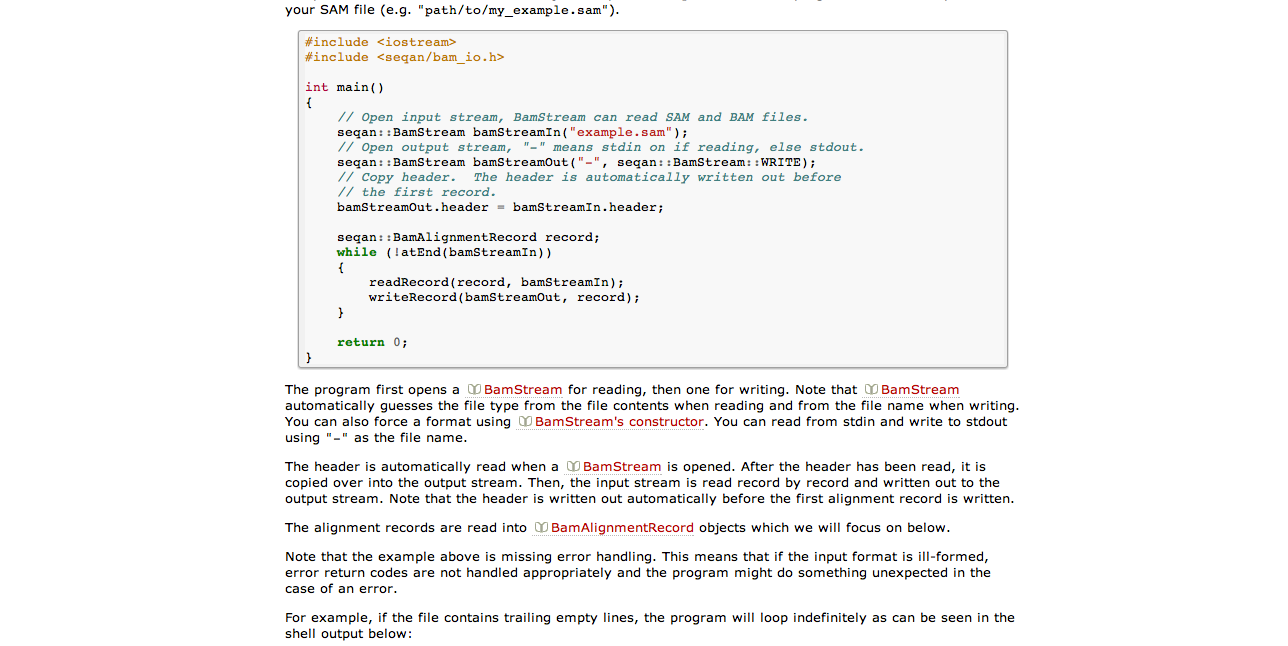 your SAM file (e.g. "path/to/my_example.sam").
#include <iostream>
#include <seqan/bam_io.h>
int main()
{
    // Open input stream, BamStream can read SAM and BAM files.
    seqan::BamStream bamStreamIn("example.sam");
    // Open output stream, "-" means stdin on if reading, else stdout.
    seqan::BamStream bamStreamOut("-", seqan::BamStream::WRITE);
    // Copy header.  The header is automatically written out before
    // the first record.
    bamStreamOut.header = bamStreamIn.header;
    seqan::BamAlignmentRecord record;
    while (!atEnd(bamStreamIn))
    {
        readRecord(record, bamStreamIn);
        writeRecord(bamStreamOut, record);
    }
    return 0;
}
The program first opens a BamStream for reading, then one for writing. Note that BamStream
automatically guesses the file type from the file contents when reading and from the file name when writing.
You can also force a format using BamStream's constructor. You can read from stdin and write to stdout
using "-" as the file name.
The header is automatically read when a BamStream is opened. After the header has been read, it is
copied over into the output stream. Then, the input stream is read record by record and written out to the
output stream. Note that the header is written out automatically before the first alignment record is written.
The alignment records are read into BamAlignmentRecord objects which we will focus on below.
Note that the example above is missing error handling. This means that if the input format is ill-formed,
error return codes are not handled appropriately and the program might do something unexpected in the
case of an error.
For example, if the file contains trailing empty lines, the program will loop indefinitely as can be seen in the
shell output below: